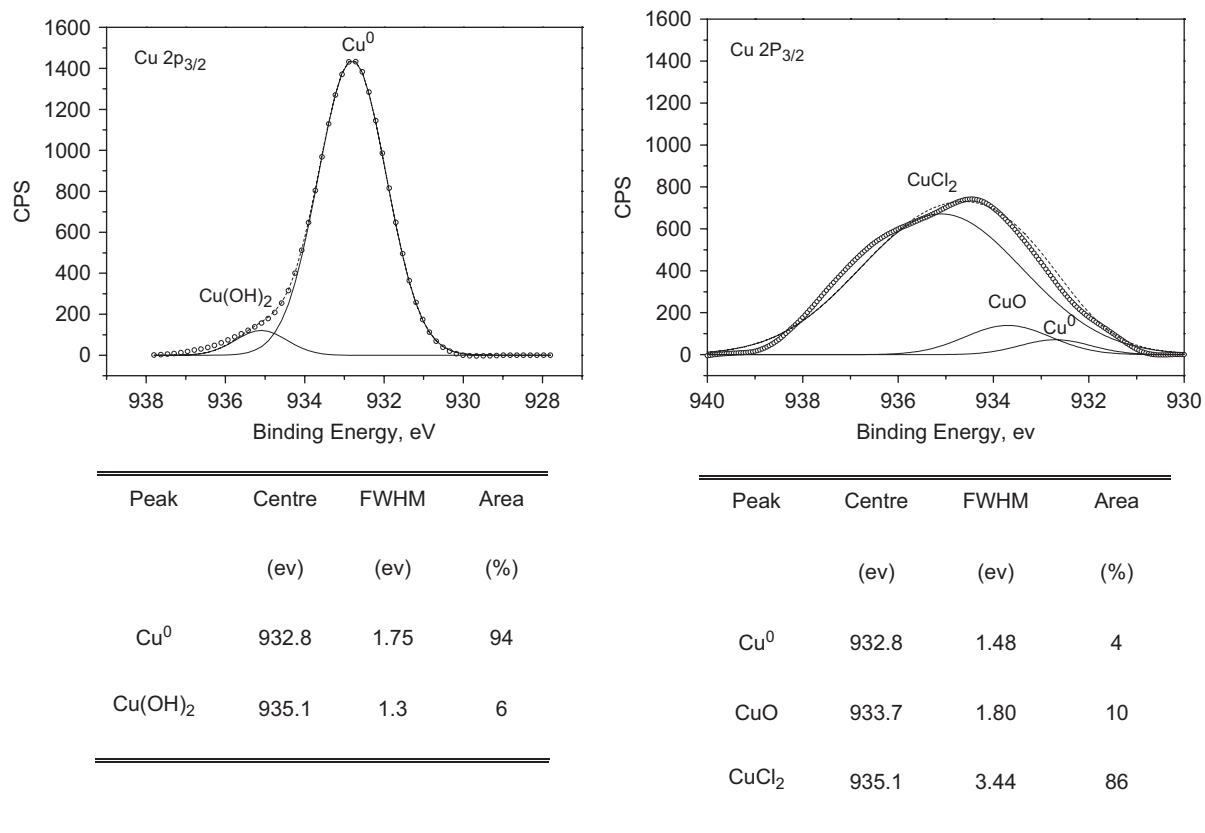 1600
1400
1200
1000
800
600
400
200
0
CPS
Cu 2p3/2
Cu0
Cu(OH)2
938 936 934 932 930 928
Binding Energy, eV
Peak Centre FWHM Area
(ev) (ev) (%)
Cu0 932.8 1.75 94
Cu(OH)2 935.1 1.3 6
1600
1400
1200
1000
800
600
400
200
0
CPS
Cu 2P3/2
CuCl2
CuO
Cu0
940 938 936 934 932 930
Binding Energy, ev
Peak Centre FWHM Area
(ev) (ev) (%)
Cu0 932.8 1.48 4
CuO 933.7 1.80 10
CuCl2 935.1 3.44 86